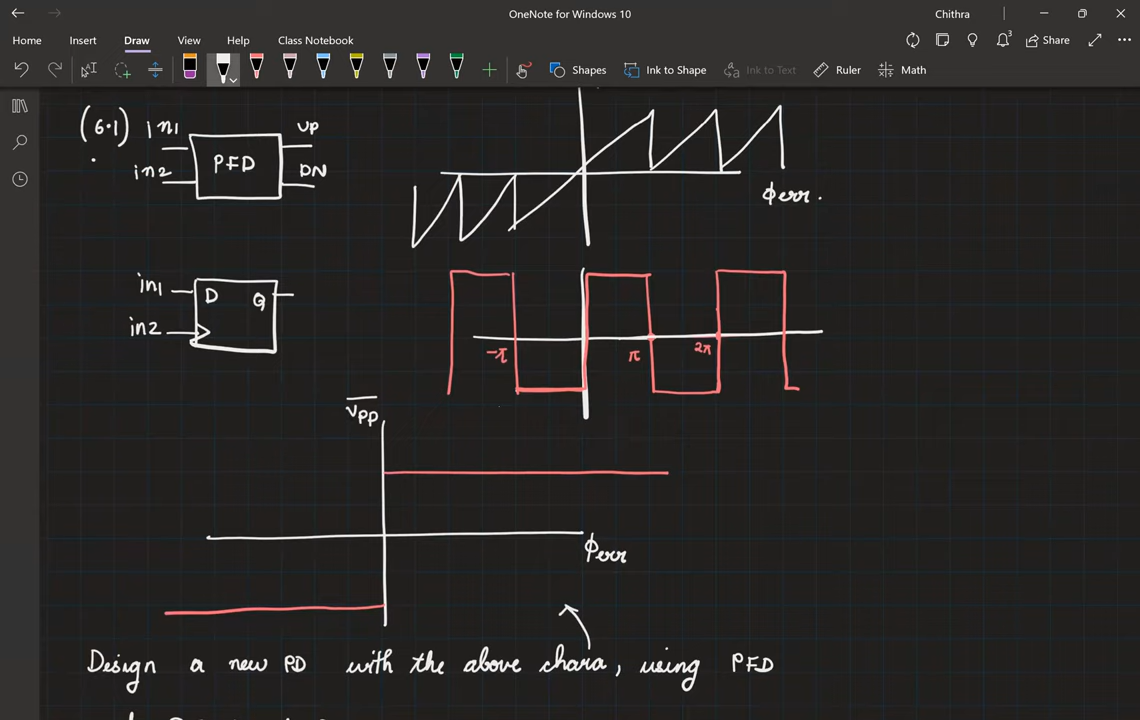 OneNote for Windows 10
Chithra
Home Insert Draw View Help Class Notebook
Share
Shapes Ink to Shape Ink to Text Ruler Math
(6.1) in1 UP
in2 PFD DN
φerr.
in1 D Q
in2
-π π 2π
VPD
φerr
Design a new PD with the above chara, using PFD